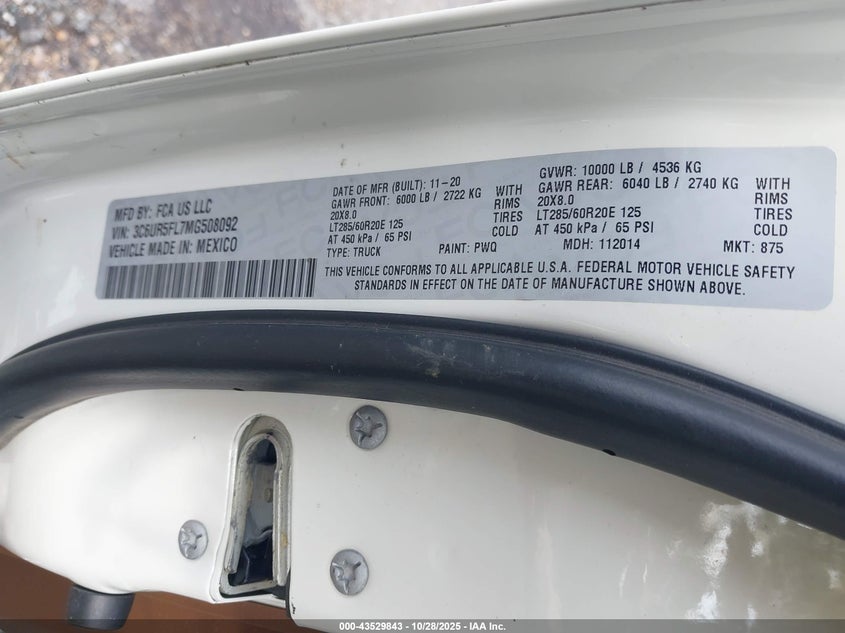 MFD BY: FCA US LLC
VIN: 3C6UR5FL7MG508092
VEHICLE MADE IN: MEXICO
DATE OF MFR (BUILT): 11-20
GAWR FRONT: 6000 LB / 2722 KG WITH
20X8.0 RIMS
LT285/60R20E 125 TIRES
AT 450 kPa / 65 PSI COLD
TYPE: TRUCK PAINT: PWQ
GVWR: 10000 LB / 4536 KG
GAWR REAR: 6040 LB / 2740 KG WITH
20X8.0 RIMS
LT285/60R20E 125 TIRES
AT 450 kPa / 65 PSI COLD
MDH: 112014 MKT: 875
THIS VEHICLE CONFORMS TO ALL APPLICABLE U.S.A. FEDERAL MOTOR VEHICLE SAFETY
STANDARDS IN EFFECT ON THE DATE OF MANUFACTURE SHOWN ABOVE.
000-43529843 - 10/28/2025 - IAA Inc.